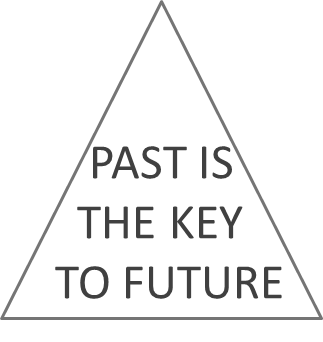 PAST IS
THE KEY
TO FUTURE